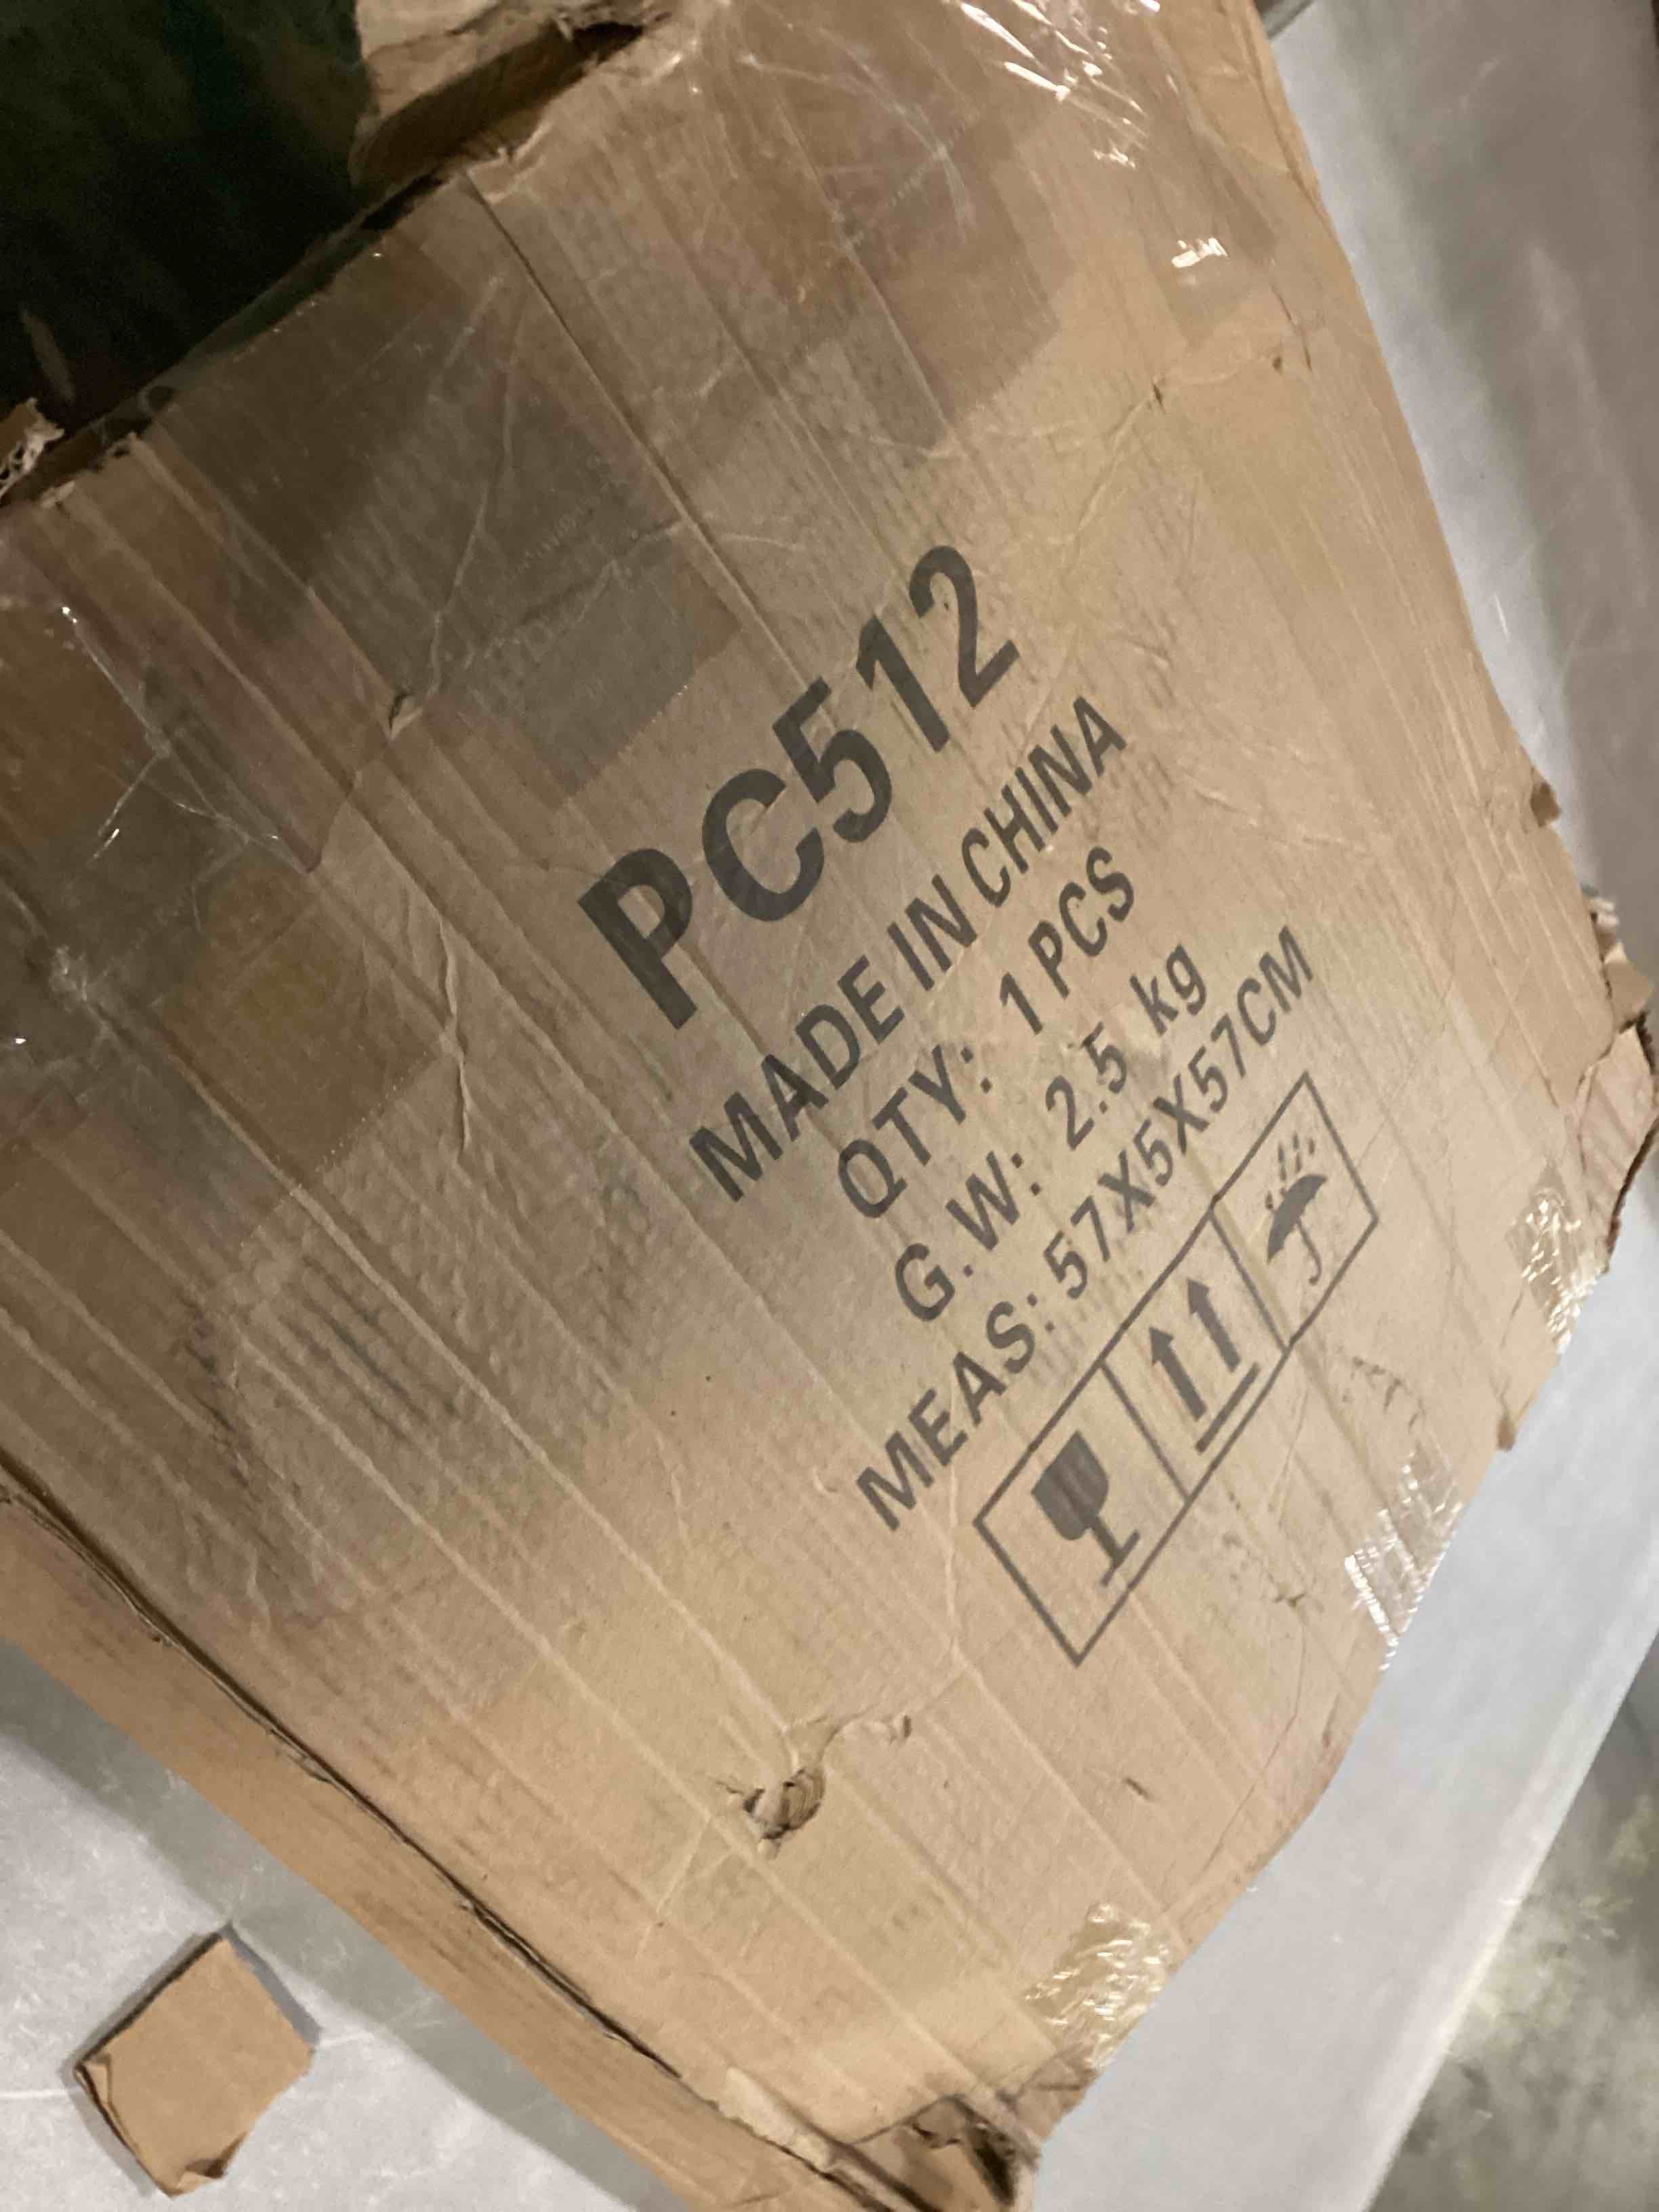 PC512
MADE IN CHINA
QTY: 1 PCS
G.W: 2.5 kg
MEAS: 57X5X57CM